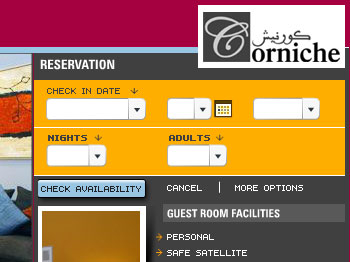 كورنيش
Corniche
RESERVATION
CHECK IN DATE
NIGHTS ADULTS
CHECK AVAILABILITY CANCEL | MORE OPTIONS
GUEST ROOM FACILITIES
PERSONAL
SAFE SATELLITE